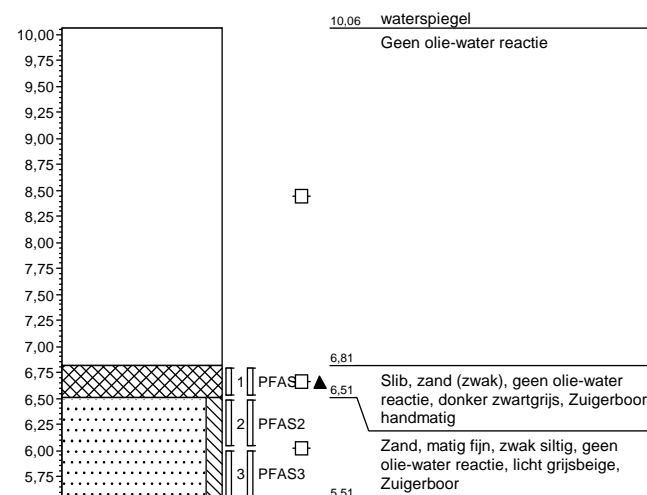 10,06 waterspiegel
10,00
Geen olie-water reactie
9,75
9,50
9,25
9,00
8,75
8,50
8,25
8,00
7,75
7,50
7,25
7,00
6,81
6,75
1 PFAS
Slib, zand (zwak), geen olie-water
reactie, donker zwartgrijs, Zuigerboor
handmatig
6,51
6,50
6,25
2 PFAS2
Zand, matig fijn, zwak siltig, geen
olie-water reactie, licht grijsbeige,
Zuigerboor
6,00
5,75
3 PFAS3
5,51